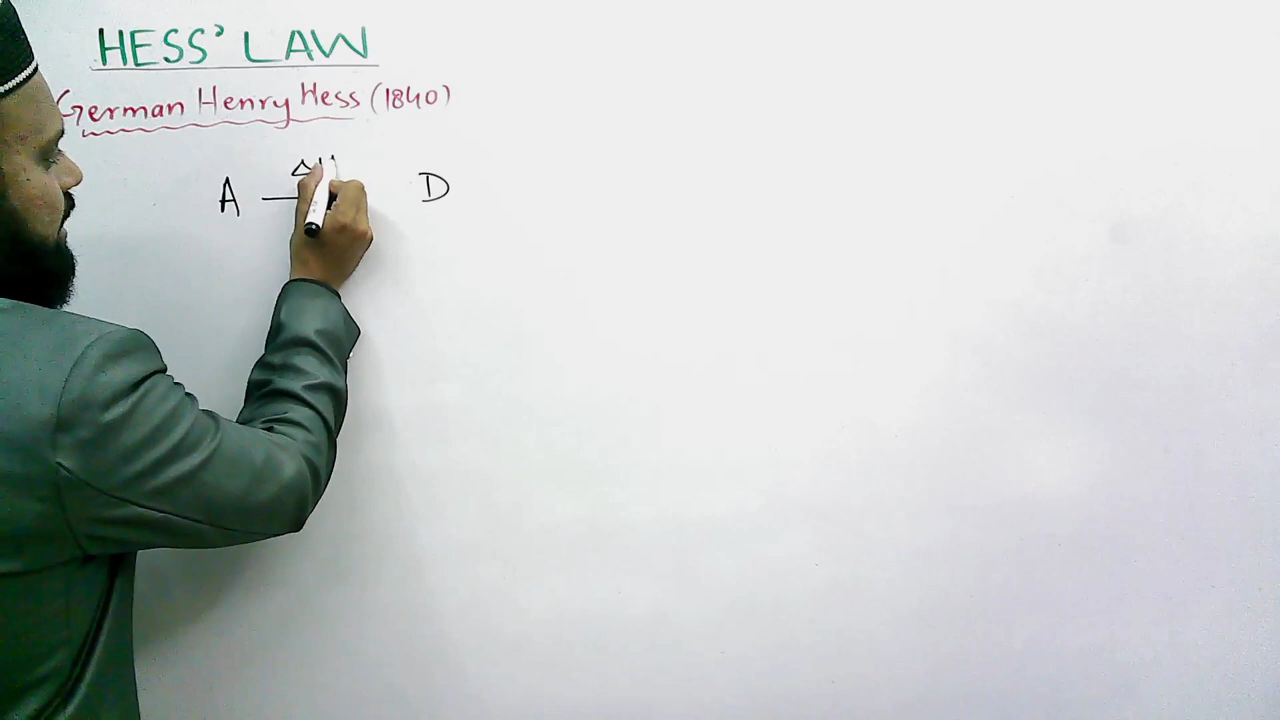 HESS' LAW
German Henry Hess (1840)
Δ
A D